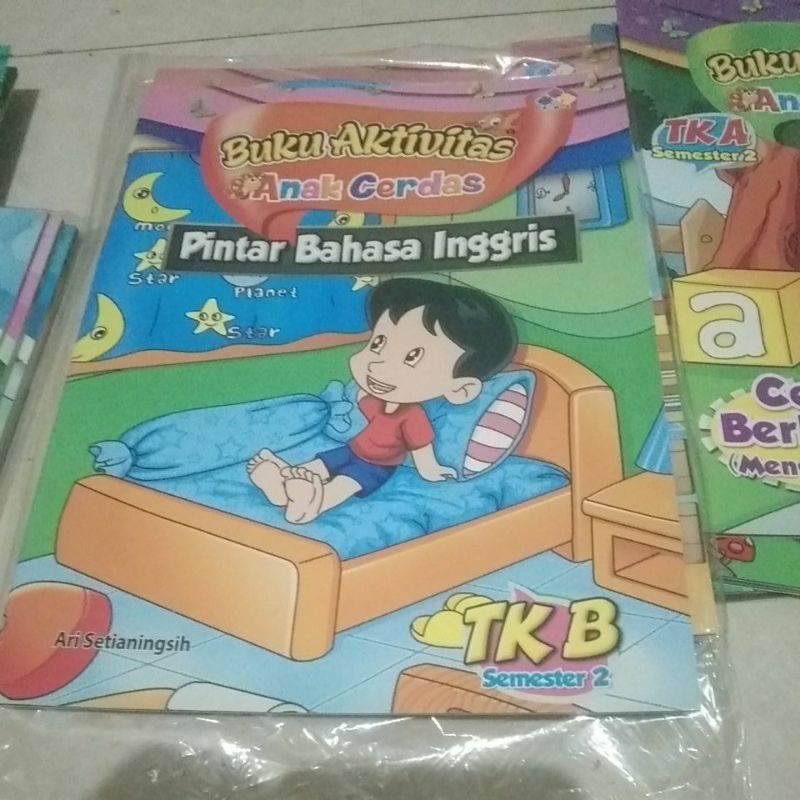 Buku Aktivitas
Anak Cerdas
Pintar Bahasa Inggris
Star
Planet
Star
Ari Setianingsih
TK B
Semester 2
Buku
TK A
Semester 2
a